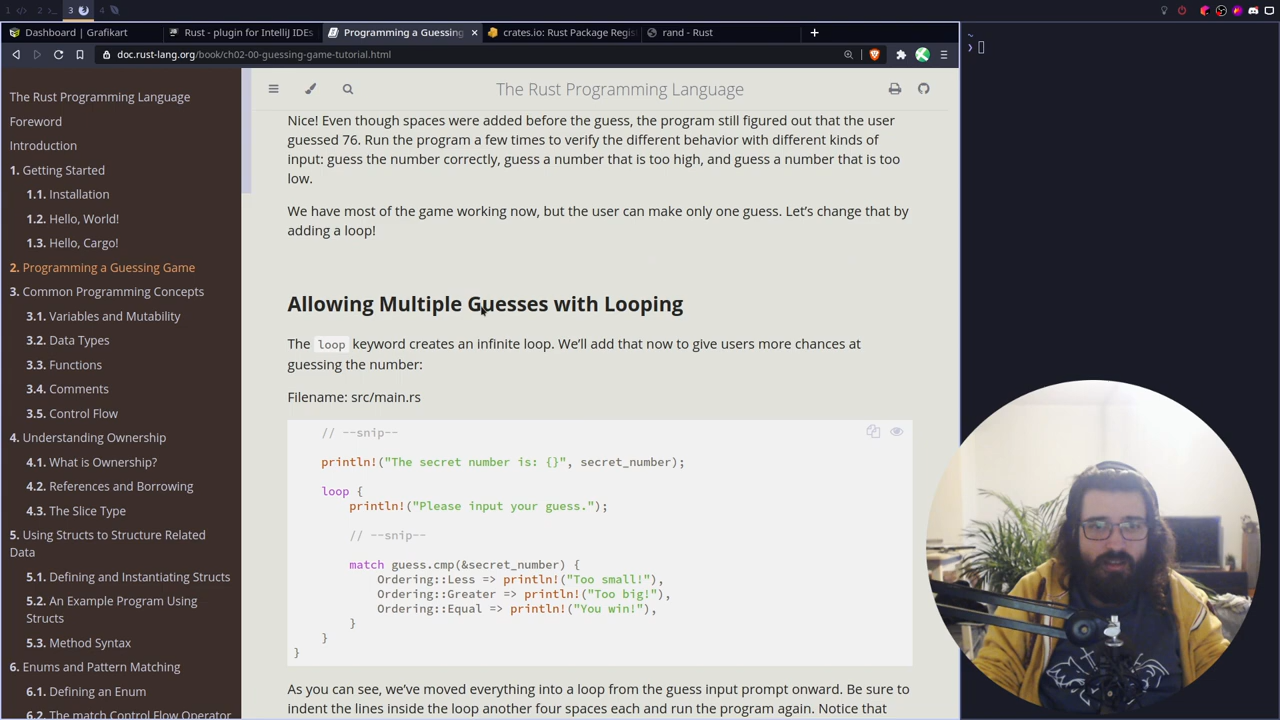 1
2
3
4
Dashboard | Grafikart
Rust - plugin for IntelliJ IDEs
Programming a Guessing
crates.io: Rust Package Regis
rand - Rust
doc.rust-lang.org/book/ch02-00-guessing-game-tutorial.html
The Rust Programming Language
Foreword
Introduction
1. Getting Started
1.1. Installation
1.2. Hello, World!
1.3. Hello, Cargo!
2. Programming a Guessing Game
3. Common Programming Concepts
3.1. Variables and Mutability
3.2. Data Types
3.3. Functions
3.4. Comments
3.5. Control Flow
4. Understanding Ownership
4.1. What is Ownership?
4.2. References and Borrowing
4.3. The Slice Type
5. Using Structs to Structure Related
Data
5.1. Defining and Instantiating Structs
5.2. An Example Program Using
Structs
5.3. Method Syntax
6. Enums and Pattern Matching
6.1. Defining an Enum
6.2. The match Control Flow Operator
The Rust Programming Language
Nice! Even though spaces were added before the guess, the program still figured out that the user
guessed 76. Run the program a few times to verify the different behavior with different kinds of
input: guess the number correctly, guess a number that is too high, and guess a number that is too
low.
We have most of the game working now, but the user can make only one guess. Let's change that by
adding a loop!
Allowing Multiple Guesses with Looping
The loop keyword creates an infinite loop. We'll add that now to give users more chances at
guessing the number:
Filename: src/main.rs
// --snip--
println!("The secret number is: {}", secret_number);
loop {
println!("Please input your guess.");
// --snip--
match guess.cmp(&secret_number) {
Ordering::Less => println!("Too small!"),
Ordering::Greater => println!("Too big!"),
Ordering::Equal => println!("You win!"),
}
}
}
As you can see, we've moved everything into a loop from the guess input prompt onward. Be sure to
indent the lines inside the loop another four spaces each and run the program again. Notice that
~
❯